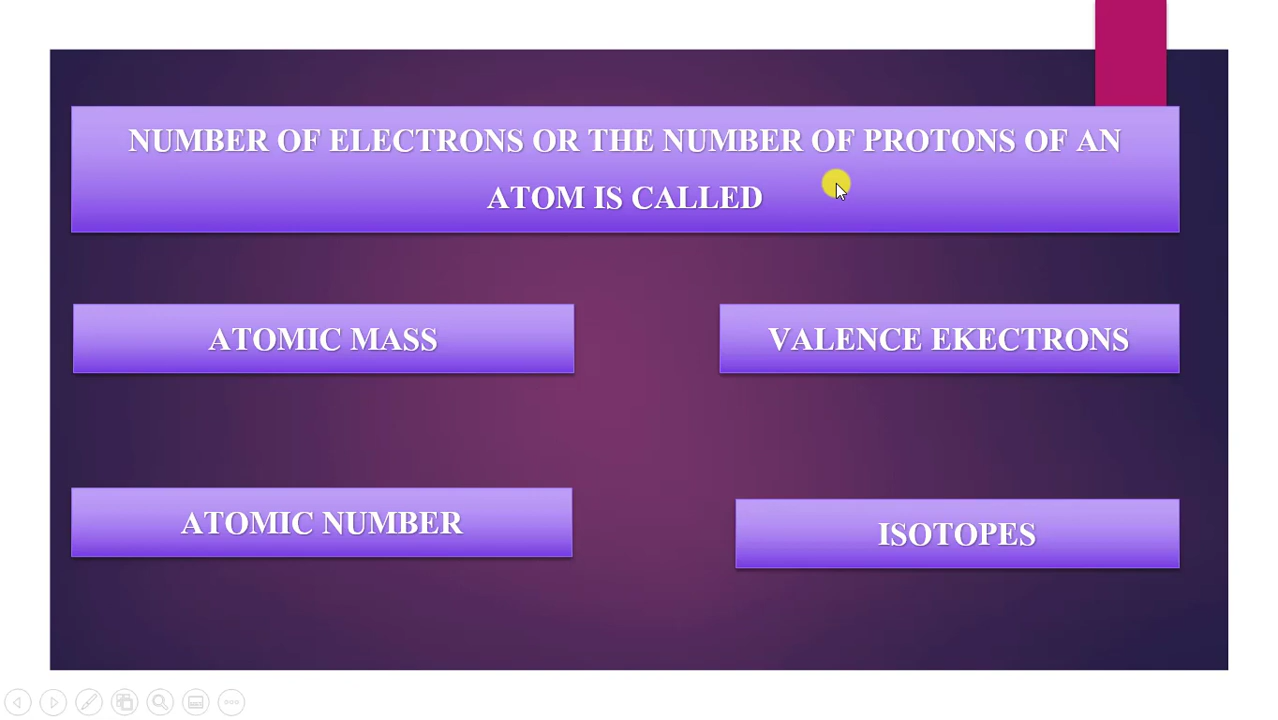 NUMBER OF ELECTRONS OR THE NUMBER OF PROTONS OF AN
ATOM IS CALLED
ATOMIC MASS
VALENCE EKECTRONS
ATOMIC NUMBER
ISOTOPES